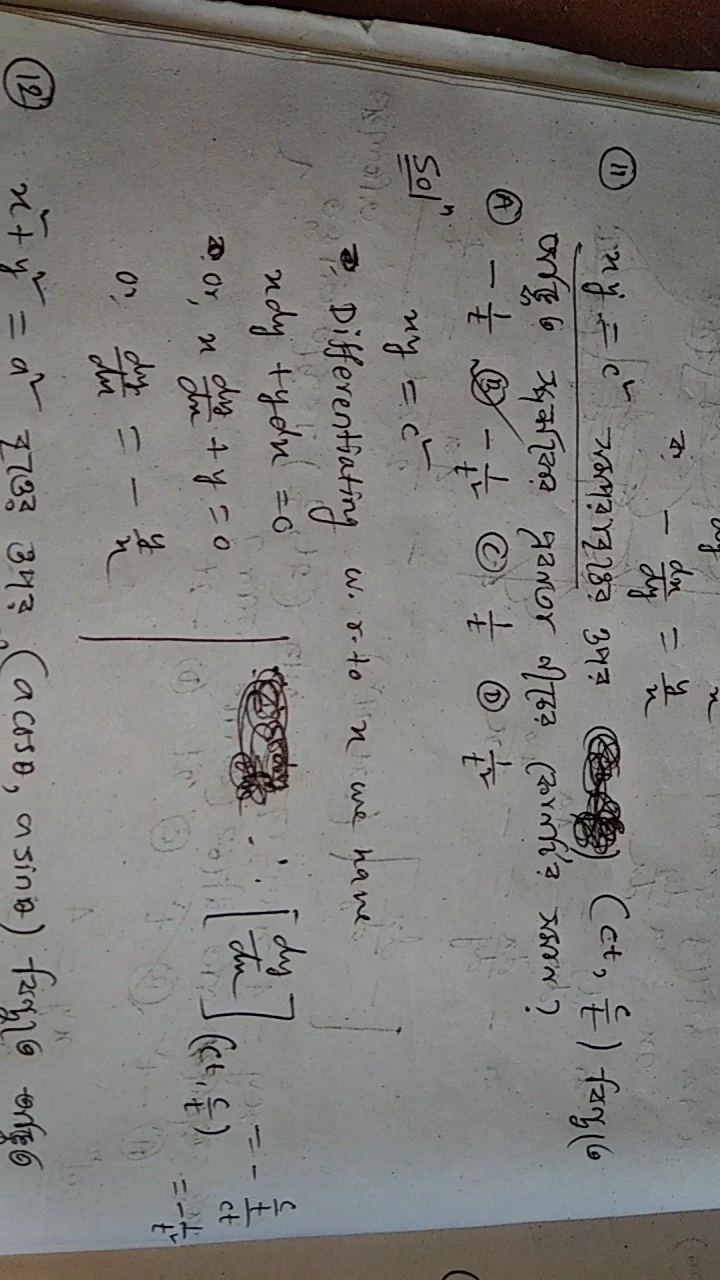 x
∴ - dx/dy = y/x
⑪ xy = c² সমপরাবৃত্তের উপর (ct, c/t) বিন্দুতে
অঙ্কিত স্পর্শকের প্রবণতা নীচের কোনটির সমান?
Ⓐ - 1/t Ⓑ - 1/t² Ⓒ 1/t Ⓓ 1/t²
Solⁿ
xy = c²
Differentiating w. r. to x we have
xdy + ydx = 0
or, x dy/dx + y = 0
or, dy/dx = - y/x
∴ [dy/dx](ct, c/t) = - (c/t)/ct
= - 1/t²
⑫ x² + y² = a² বৃত্তের উপর (a cosθ, a sinθ) বিন্দুতে অঙ্কিত